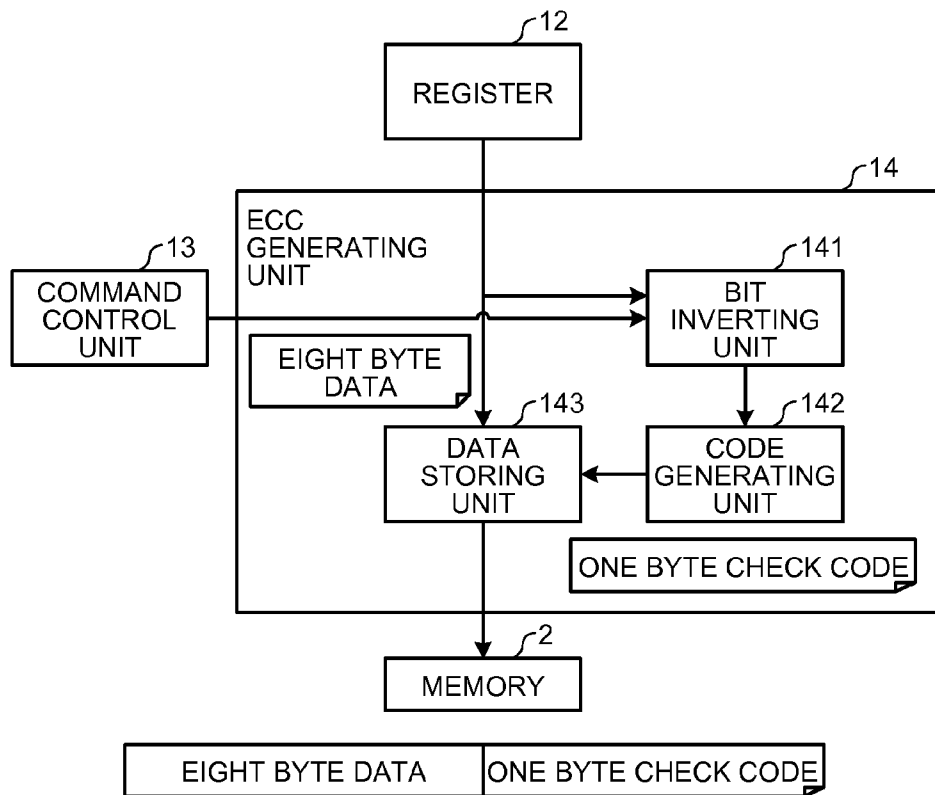 12
REGISTER
14
ECC
GENERATING
UNIT
13
COMMAND
CONTROL
UNIT
141
BIT
INVERTING
UNIT
EIGHT BYTE
DATA
143
DATA
STORING
UNIT
142
CODE
GENERATING
UNIT
ONE BYTE CHECK CODE
2
MEMORY
EIGHT BYTE DATA ONE BYTE CHECK CODE